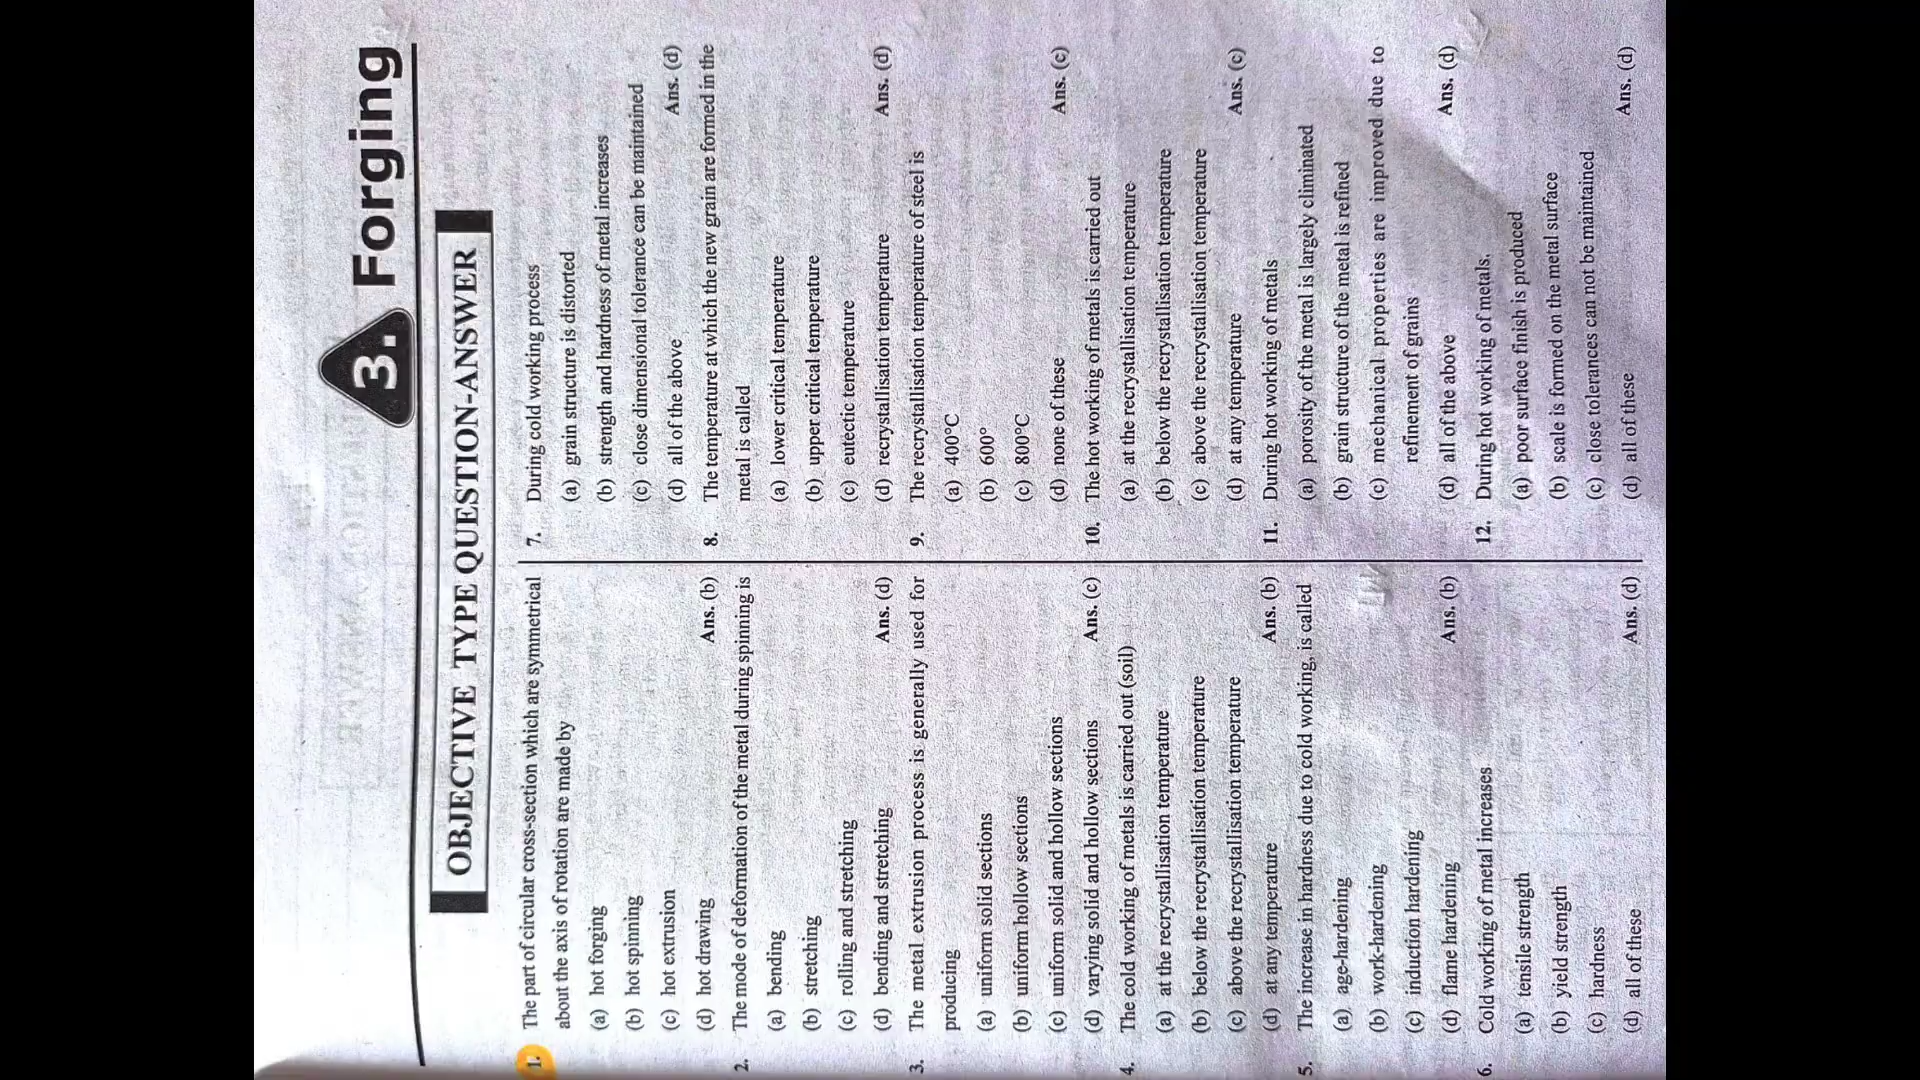 3. Forging
OBJECTIVE TYPE QUESTION-ANSWER
1. The part of circular cross-section which are symmetrical
about the axis of rotation are made by
(a) hot forging
(b) hot spinning
(c) hot extrusion
(d) hot drawing Ans. (b)
2. The mode of deformation of the metal during spinning is
(a) bending
(b) stretching
(c) rolling and stretching
(d) bending and stretching Ans. (d)
3. The metal extrusion process is generally used for
producing
(a) uniform solid sections
(b) uniform hollow sections
(c) uniform solid and hollow sections
(d) varying solid and hollow sections Ans. (c)
4. The cold working of metals is carried out (soil)
(a) at the recrystallisation temperature
(b) below the recrystallisation temperature
(c) above the recrystallisation temperature
(d) at any temperature Ans. (b)
5. The increase in hardness due to cold working, is called
(a) age-hardening
(b) work-hardening
(c) induction hardening
(d) flame hardening Ans. (b)
6. Cold working of metal increases
(a) tensile strength
(b) yield strength
(c) hardness
(d) all of these Ans. (d)
7. During cold working process
(a) grain structure is distorted
(b) strength and hardness of metal increases
(c) close dimensional tolerance can be maintained
(d) all of the above Ans. (d)
8. The temperature at which the new grain are formed in the
metal is called
(a) lower critical temperature
(b) upper critical temperature
(c) eutectic temperature
(d) recrystallisation temperature Ans. (d)
9. The recrystallisation temperature of steel is
(a) 400°C
(b) 600°
(c) 800°C
(d) none of these Ans. (c)
10. The hot working of metals is carried out
(a) at the recrystallisation temperature
(b) below the recrystallisation temperature
(c) above the recrystallisation temperature
(d) at any temperature Ans. (c)
11. During hot working of metals
(a) porosity of the metal is largely climinated
(b) grain structure of the metal is refined
(c) mechanical properties are improved due to
refinement of grains
(d) all of the above Ans. (d)
12. During hot working of metals,
(a) poor surface finish is produced
(b) scale is formed on the metal surface
(c) close tolerances can not be maintained
(d) all of these Ans. (d)